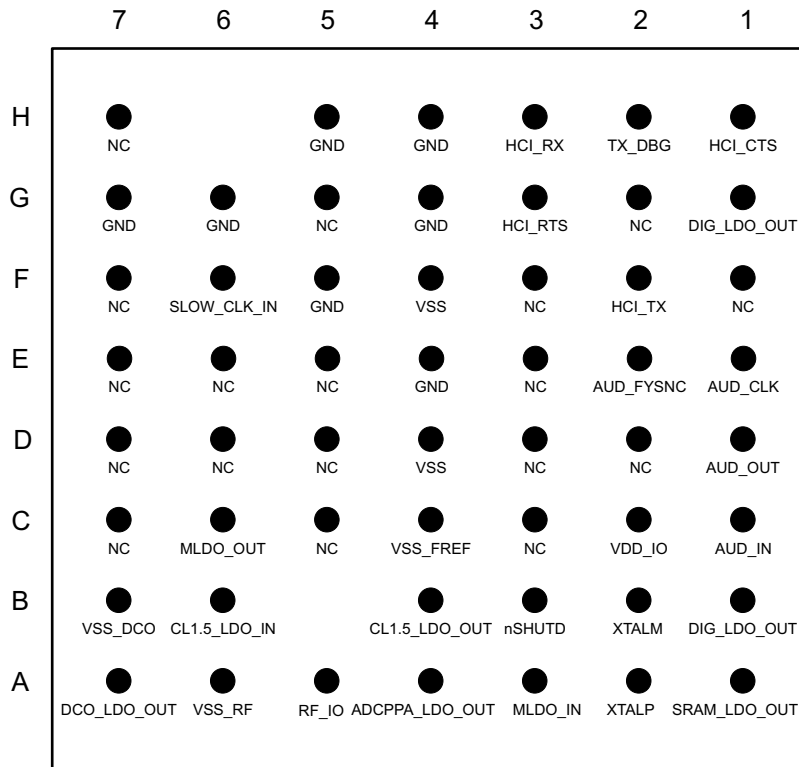 7 6 5 4 3 2 1
H
NC GND GND HCI_RX TX_DBG HCI_CTS
G
GND GND NC GND HCI_RTS NC DIG_LDO_OUT
F
NC SLOW_CLK_IN GND VSS NC HCI_TX NC
E
NC NC NC GND NC AUD_FYSNC AUD_CLK
D
NC NC NC VSS NC NC AUD_OUT
C
NC MLDO_OUT NC VSS_FREF NC VDD_IO AUD_IN
B
VSS_DCO CL1.5_LDO_IN CL1.5_LDO_OUT nSHUTD XTALM DIG_LDO_OUT
A
DCO_LDO_OUT VSS_RF RF_IO ADCPPA_LDO_OUT MLDO_IN XTALP SRAM_LDO_OUT